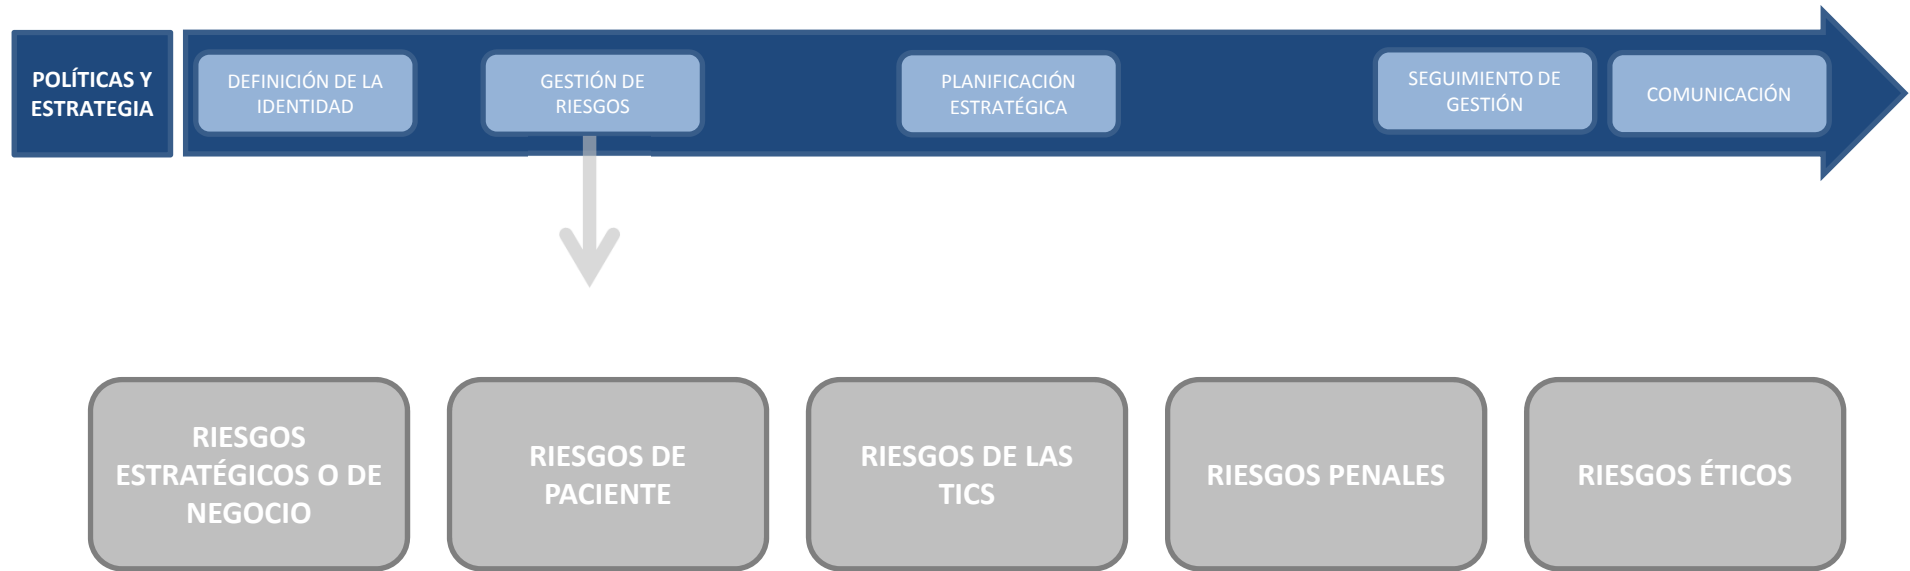 POLÍTICAS Y
ESTRATEGIA
DEFINICIÓN DE LA
IDENTIDAD
GESTIÓN DE
RIESGOS
PLANIFICACIÓN
ESTRATÉGICA
SEGUIMIENTO DE
GESTIÓN
COMUNICACIÓN
RIESGOS
ESTRATÉGICOS O DE
NEGOCIO
RIESGOS DE
PACIENTE
RIESGOS DE LAS
TICS
RIESGOS PENALES
RIESGOS ÉTICOS